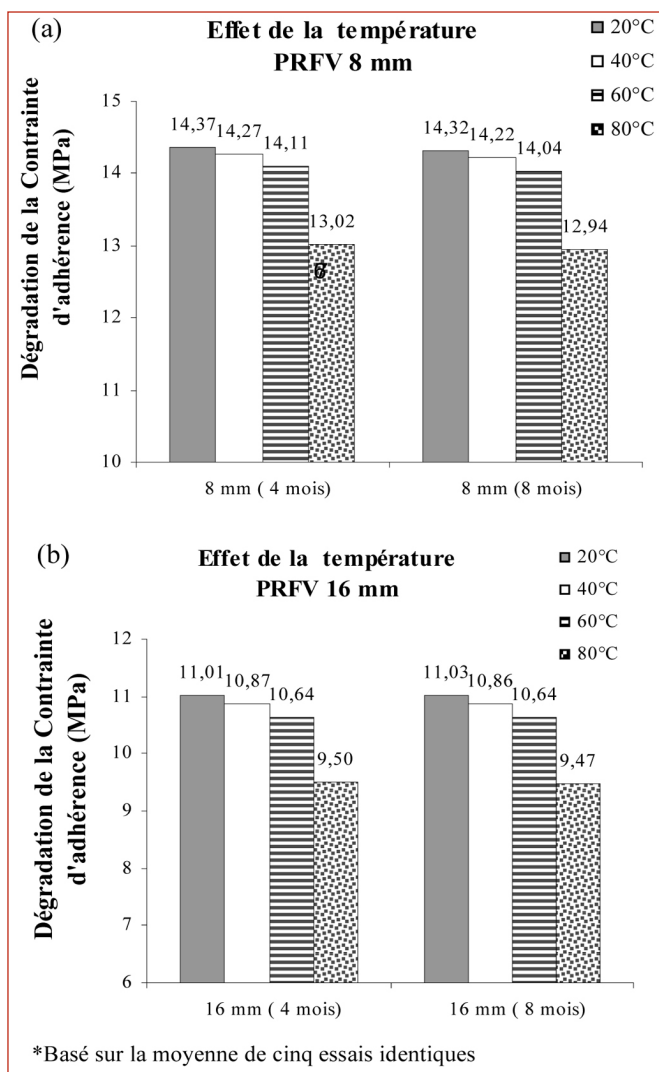 (a)
Effet de la température
PRFV 8 mm
20°C
40°C
60°C
80°C
Dégradation de la Contrainte
d'adhérence (MPa)
15
14
13
12
11
10
14,37
14,27
14,11
13,02
14,32
14,22
14,04
12,94
8 mm ( 4 mois)
8 mm (8 mois)
(b)
Effet de la température
PRFV 16 mm
20°C
40°C
60°C
80°C
Dégradation de la Contrainte
d'adhérence (MPa)
12
11
10
9
8
7
6
11,01
10,87
10,64
9,50
11,03
10,86
10,64
9,47
16 mm ( 4 mois)
16 mm ( 8 mois)
*Basé sur la moyenne de cinq essais identiques